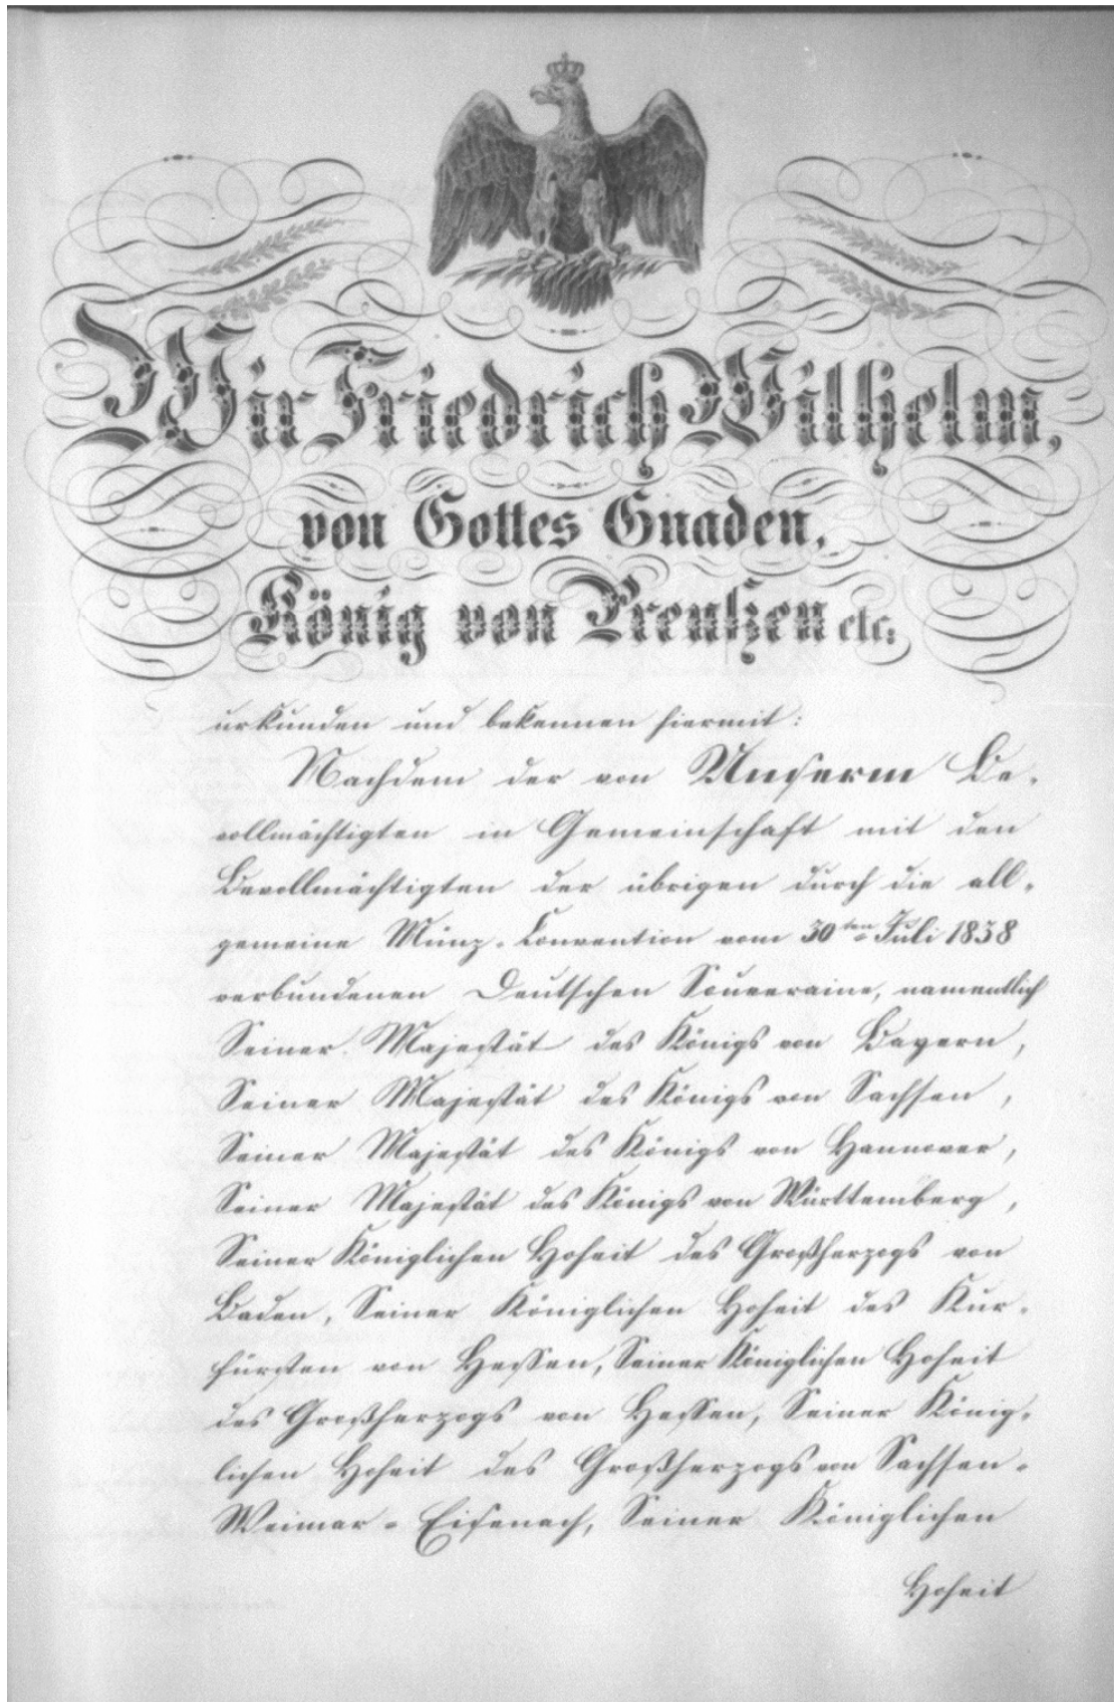 Wir Friedrich Wilhelm,
von Gottes Gnaden,
König von Preußen etc:
urkunden und bekennen hiermit:
Nachdem der von Unserm Be-
vollmächtigten in Gemeinschaft mit den
Bevollmächtigten der übrigen durch die all-
gemeine Münz-Convention vom 30ten Juli 1838
verbundenen Deutschen Souveraine, namentlich
Seiner Majestät des Königs von Bayern,
Seiner Majestät des Königs von Sachsen,
Seiner Majestät des Königs von Hannover,
Seiner Majestät des Königs von Württemberg,
Seiner Königlichen Hoheit des Großherzogs von
Baden, Seiner Königlichen Hoheit des Kur-
fürsten von Hessen, Seiner Königlichen Hoheit
des Großherzogs von Hessen, Seiner König-
lichen Hoheit des Großherzogs von Sachsen-
Weimar-Eisenach, Seiner Königlichen
Hoheit